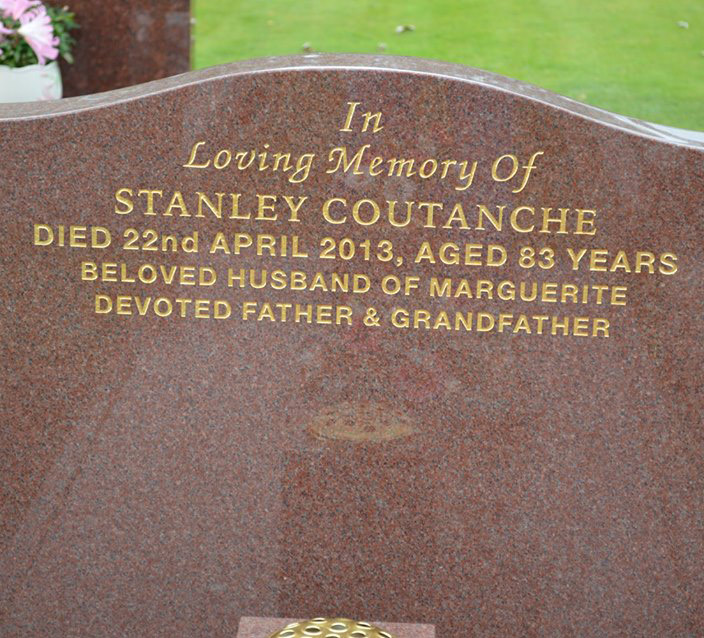 In
Loving Memory Of
STANLEY COUTANCHE
DIED 22nd APRIL 2013, AGED 83 YEARS
BELOVED HUSBAND OF MARGUERITE
DEVOTED FATHER & GRANDFATHER